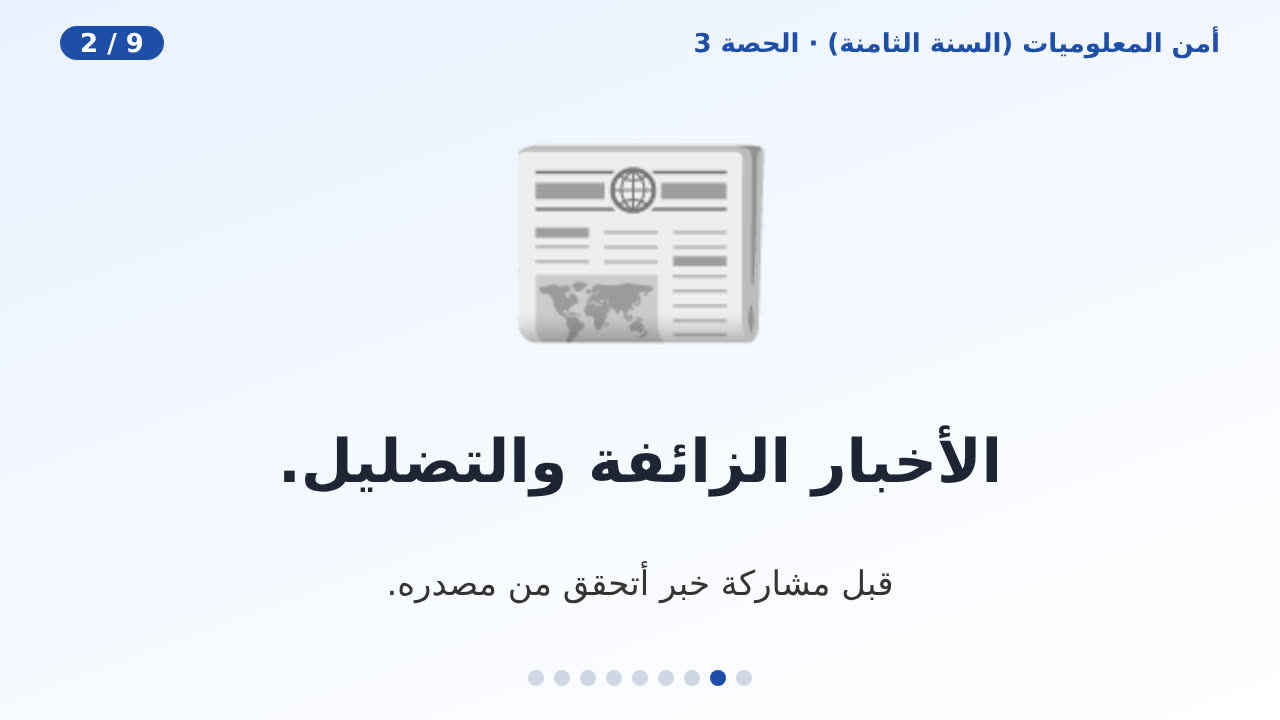 أمن المعلوميات (السنة الثامنة) · الحصة 3
2 / 9
الأخبار الزائفة والتضليل.
قبل مشاركة خبر أتحقق من مصدره.